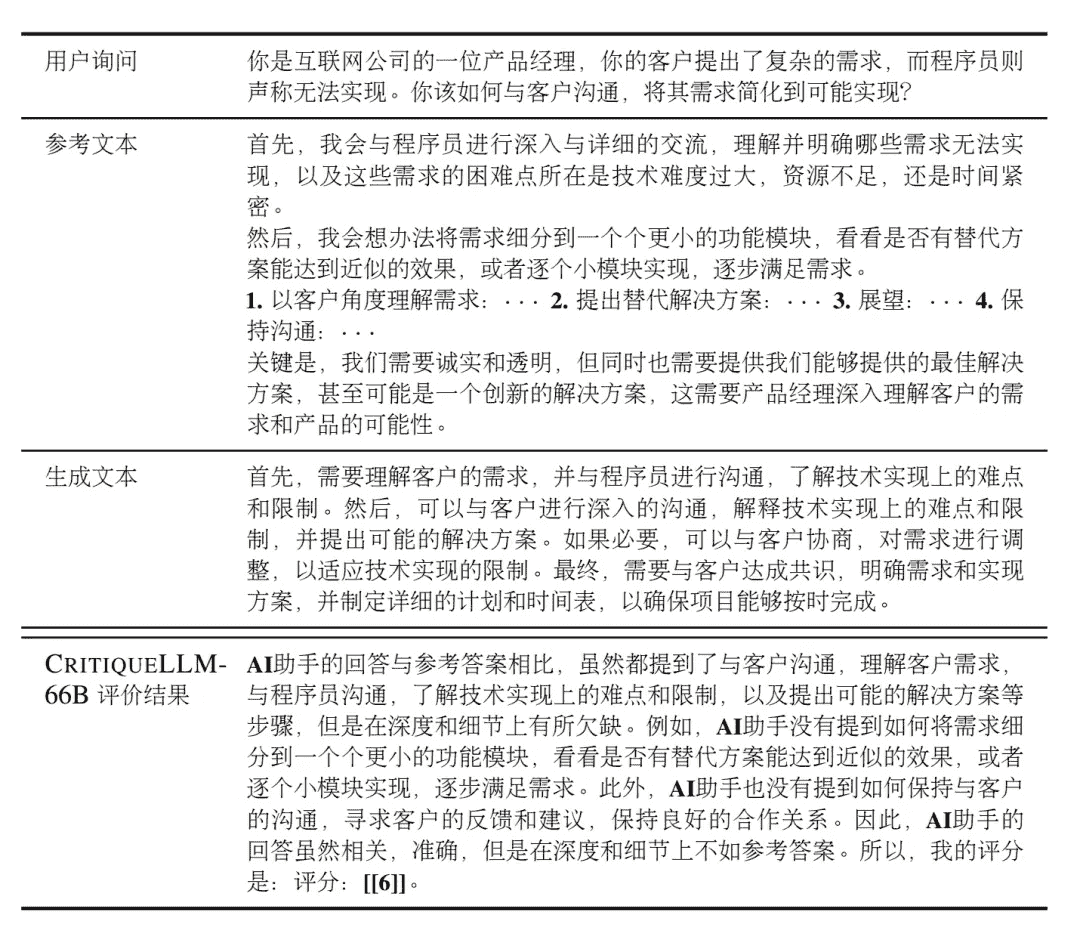 用户询问
你是互联网公司的一位产品经理，你的客户提出了复杂的需求，而程序员则
声称无法实现。你该如何与客户沟通，将其需求简化到可能实现？
参考文本
首先，我会与程序员进行深入与详细的交流，理解并明确哪些需求无法实
现，以及这些需求的困难点所在是技术难度过大，资源不足，还是时间紧
密。
然后，我会想办法将需求细分到一个个更小的功能模块，看看是否有替代方
案能达到近似的效果，或者逐个小模块实现，逐步满足需求。
1. 以客户角度理解需求：··· 2. 提出替代解决方案：··· 3. 展望：··· 4. 保
持沟通：···
关键是，我们需要诚实和透明，但同时也需要提供我们能够提供的最佳解决
方案，甚至可能是一个创新的解决方案，这需要产品经理深入理解客户的需
求和产品的可能性。
生成文本
首先，需要理解客户的需求，并与程序员进行沟通，了解技术实现上的难点
和限制。然后，可以与客户进行深入的沟通，解释技术实现上的难点和限
制，并提出可能的解决方案。如果必要，可以与客户协商，对需求进行调
整，以适应技术实现的限制。最终，需要与客户达成共识，明确需求和实现
方案，并制定详细的计划和时间表，以确保项目能够按时完成。
CRITIQUELLM-
66B 评价结果
AI助手的回答与参考答案相比，虽然都提到了与客户沟通，理解客户需求，
与程序员沟通，了解技术实现上的难点和限制，以及提出可能的解决方案等
步骤，但是在深度和细节上有所欠缺。例如，AI助手没有提到如何将需求细
分到一个个更小的功能模块，看看是否有替代方案能达到近似的效果，或者
逐个小模块实现，逐步满足需求。此外，AI助手也没有提到如何保持与客户
的沟通，寻求客户的反馈和建议，保持良好的合作关系。因此，AI助手的
回答虽然相关，准确，但是在深度和细节上不如参考答案。所以，我的评分
是：评分：[[6]]。